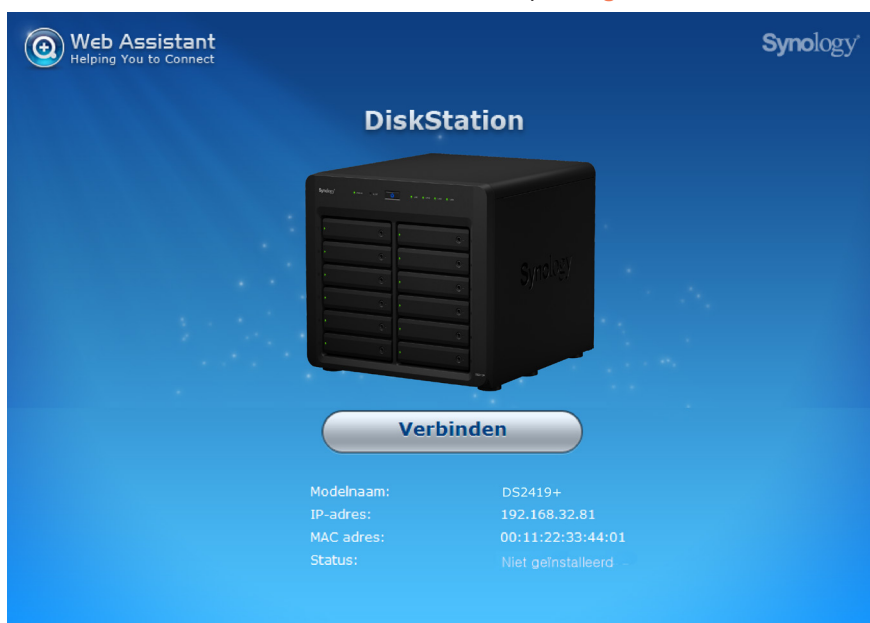 Web Assistant
Helping You to Connect
Synology
DiskStation
Synology
Synology
Verbinden
Modelnaam: DS2419+
IP-adres: 192.168.32.81
MAC adres: 00:11:22:33:44:01
Status: Niet geïnstalleerd